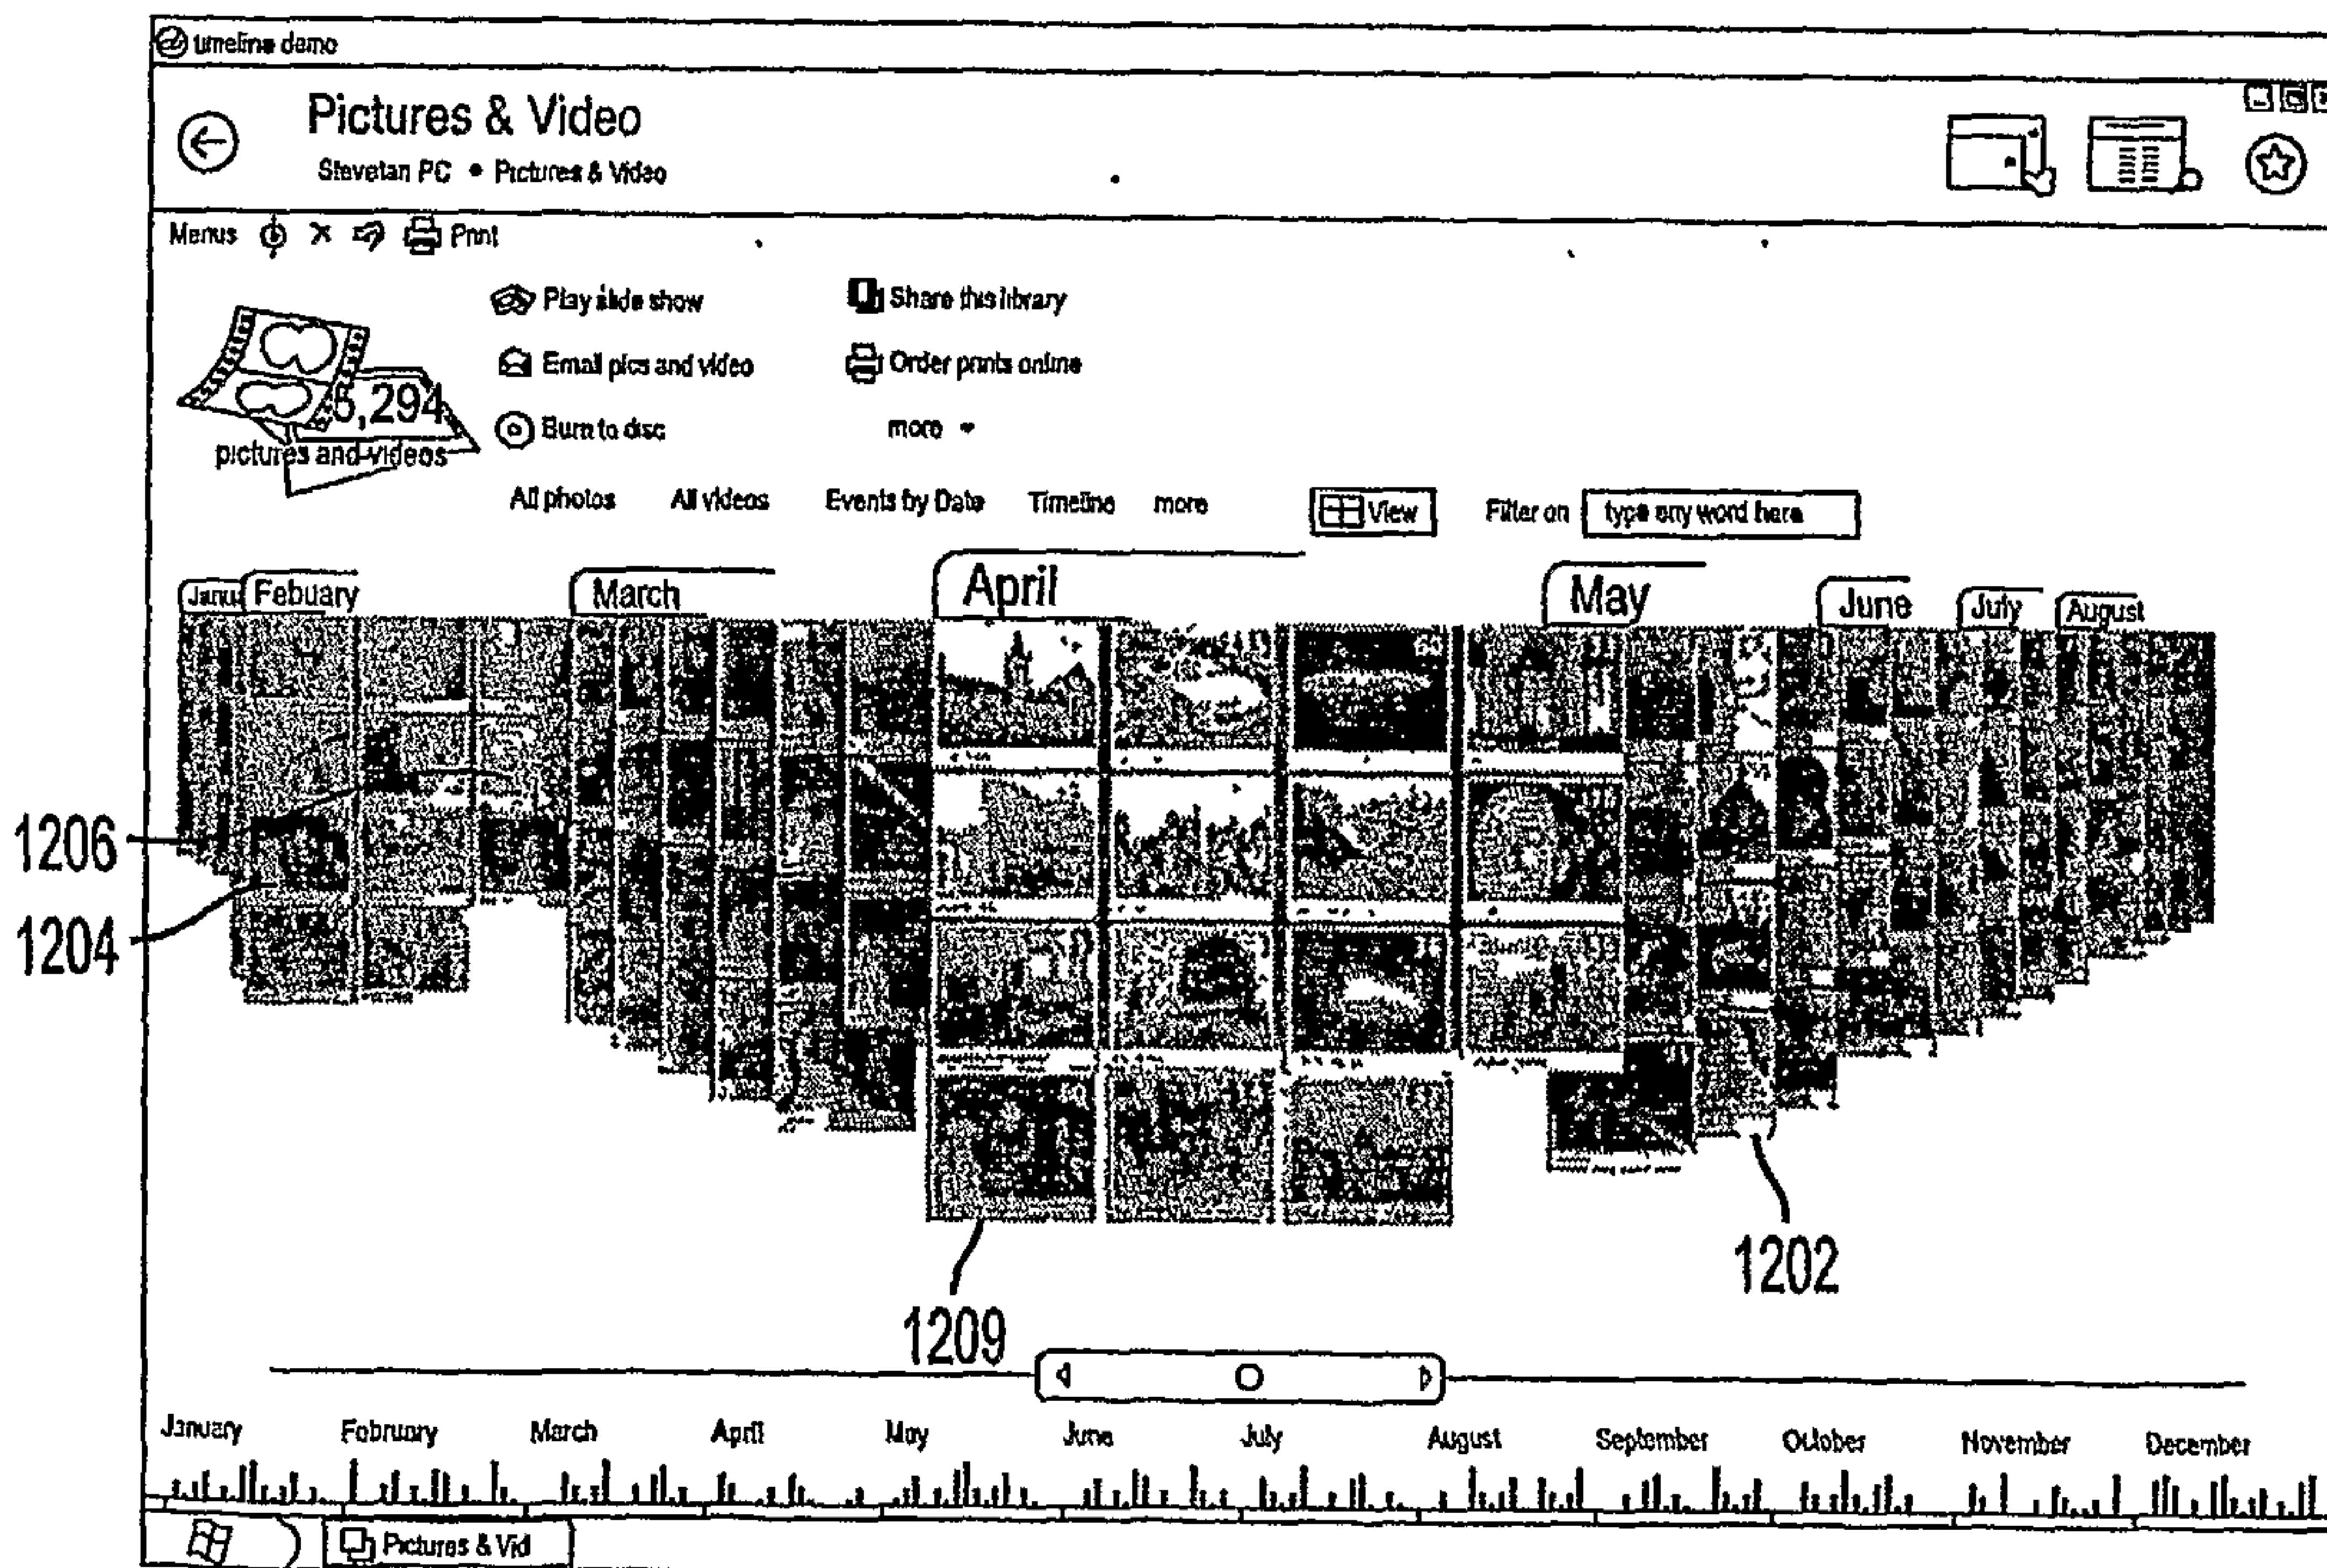 timeline demo
Pictures & Video
Stevetan PC • Pictures & Video
Menus Print
Play slide show
Share this library
Email pics and video
Order prints online
5,294
Burn to disc
more
pictures and videos
All photos All videos Events by Date Timeline more View Filter on type any word here
Janu Febuary March April May June July August
1206
1204
1202
1209
January February March April May June July August September October November December
Pictures & Vid